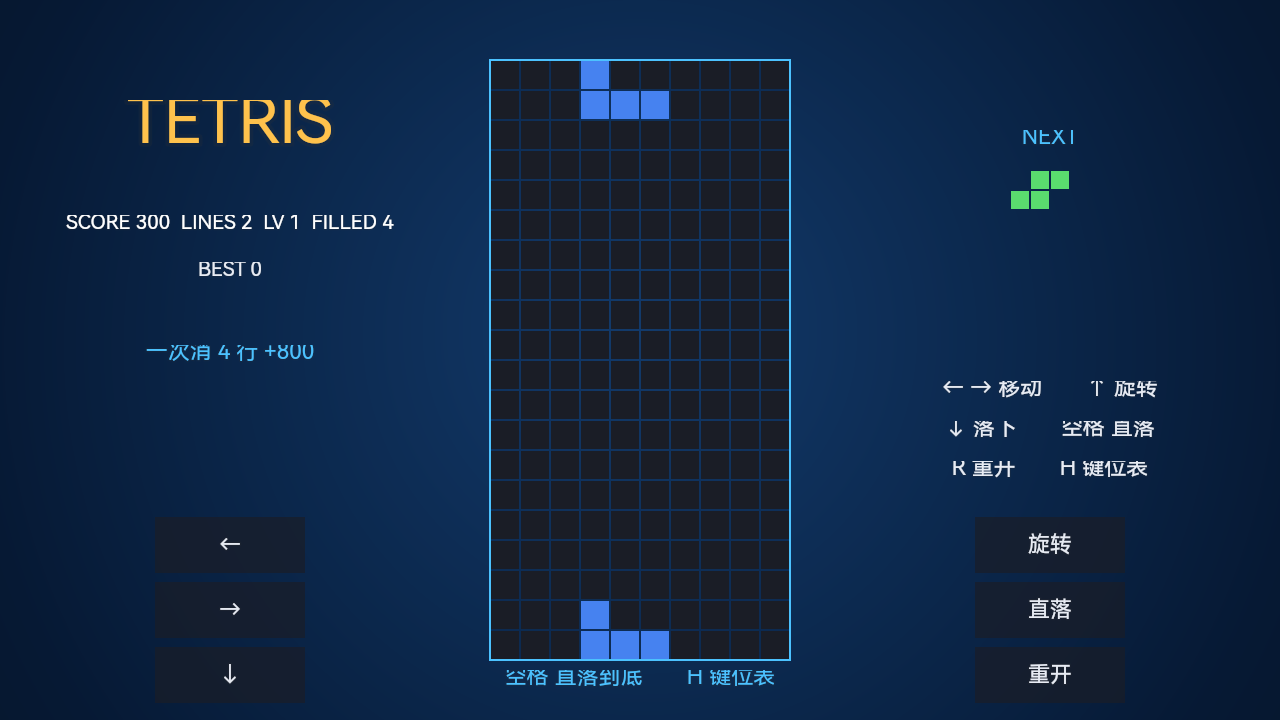 TETRIS
SCORE 300 LINES 2 LV 1 FILLED 4
BEST 0
一次消 4 行 +800
NEXT
← → 移动 ↑ 旋转
↓ 落下 空格 直落
R 重开 H 键位表
←
→
↓
旋转
直落
重开
空格 直落到底 H 键位表